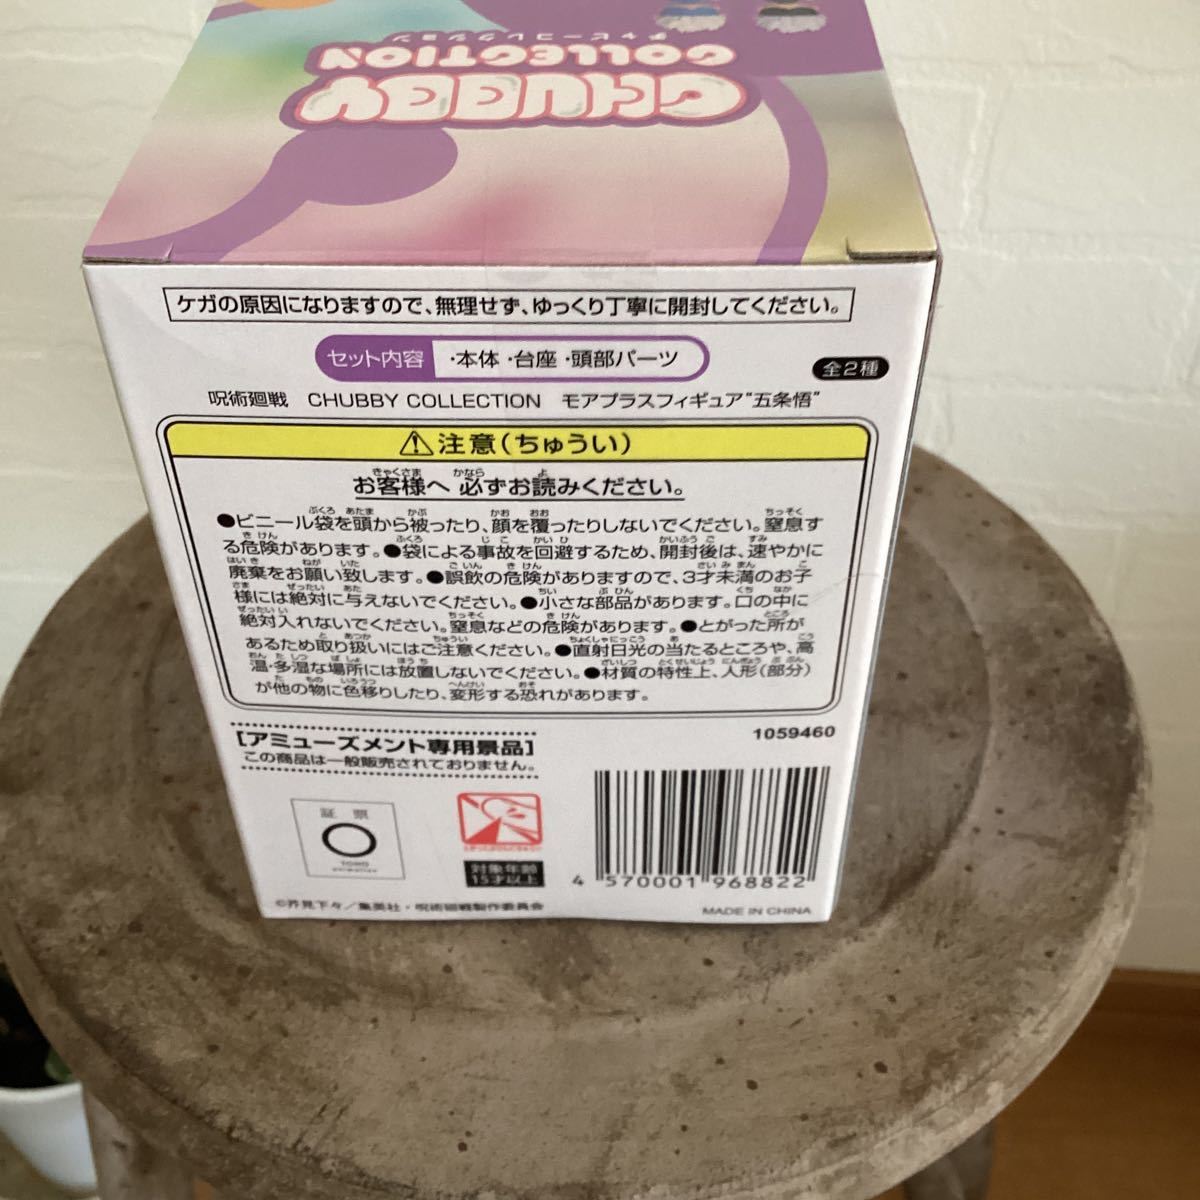 CHUBBY
COLLECTION
チャビーコレクション
ケガの原因になりますので、無理せず、ゆっくり丁寧に開封してください。
セット内容 ・本体 ・台座 ・頭部パーツ
全2種
呪術廻戦 CHUBBY COLLECTION モアプラスフィギュア"五条悟"
⚠注意(ちゅうい)
お客様へ 必ずお読みください。
●ビニール袋を頭から被ったり、顔を覆ったりしないでください。窒息す
る危険があります。●袋による事故を回避するため、開封後は、速やかに
廃棄をお願い致します。●誤飲の危険がありますので、3才未満のお子
様には絶対に与えないでください。●小さな部品があります。口の中に
絶対入れないでください。窒息などの危険があります。●とがった所が
あるため取り扱いにはご注意ください。●直射日光の当たるところや、高
温・多湿な場所には放置しないでください。●材質の特性上、人形(部分)
が他の物に色移りしたり、変形する恐れがあります。
[アミューズメント専用景品]
この商品は一般販売されておりません。
1059460
証 票
TOHO
animation
対象年齢
15才以上
4 570001 968822
©芥見下々／集英社・呪術廻戦製作委員会
MADE IN CHINA